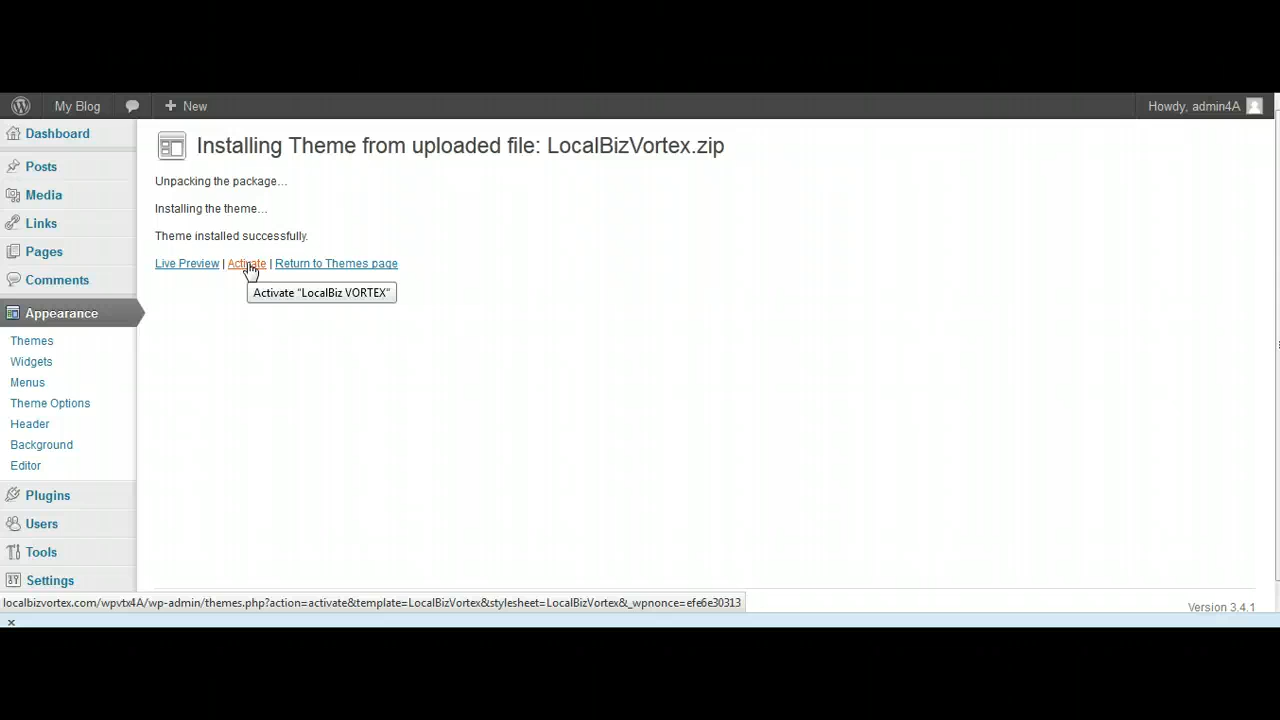 My Blog
New
Howdy, admin4A
Dashboard
Posts
Media
Links
Pages
Comments
Appearance
Themes
Widgets
Menus
Theme Options
Header
Background
Editor
Plugins
Users
Tools
Settings
Installing Theme from uploaded file: LocalBizVortex.zip
Unpacking the package…
Installing the theme…
Theme installed successfully.
Live Preview | Activate | Return to Themes page
Activate “LocalBiz VORTEX”
localbizvortex.com/wpvtx4A/wp-admin/themes.php?action=activate&template=LocalBizVortex&stylesheet=LocalBizVortex&_wpnonce=efe6e30313
Version 3.4.1
x